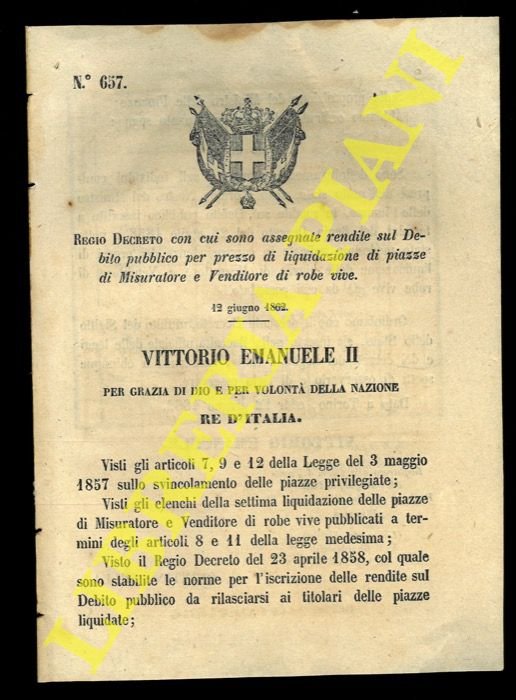 N.° 657.
REGIO DECRETO con cui sono assegnate rendite sul De-
bito pubblico per prezzo di liquidazione di piazze
di Misuratore e Venditore di robe vive.
12 giugno 1862.
VITTORIO EMANUELE II
PER GRAZIA DI DIO E PER VOLONTÀ DELLA NAZIONE
RE D'ITALIA.
Visti gli articoli 7, 9 e 12 della Legge del 3 maggio
1857 sullo svincolamento delle piazze privilegiate;
Visti gli elenchi della settima liquidazione delle piazze
di Misuratore e Venditore di robe vive pubblicati a ter-
mini degli articoli 8 e 11 della legge medesima;
Visto il Regio Decreto del 23 aprile 1858, col quale
sono stabilite le norme per l'iscrizione delle rendite sul
Debito pubblico da rilasciarsi ai titolari delle piazze
liquidate;
LIBRERIA PIANI